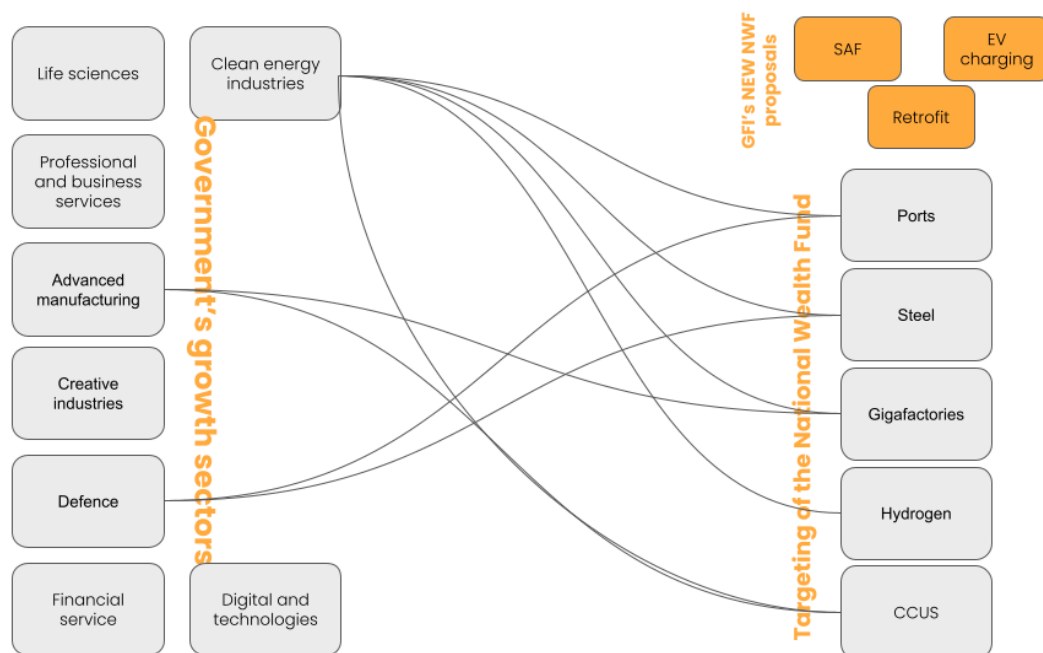 Life sciences
Clean energy
industries
Professional
and business
services
Advanced
manufacturing
Creative
industries
Defence
Financial
service
Digital and
technologies
Government's growth sectors
GFI's NEW NWF
proposals
SAF
EV
charging
Retrofit
Targeting of the National Wealth Fund
Ports
Steel
Gigafactories
Hydrogen
CCUS